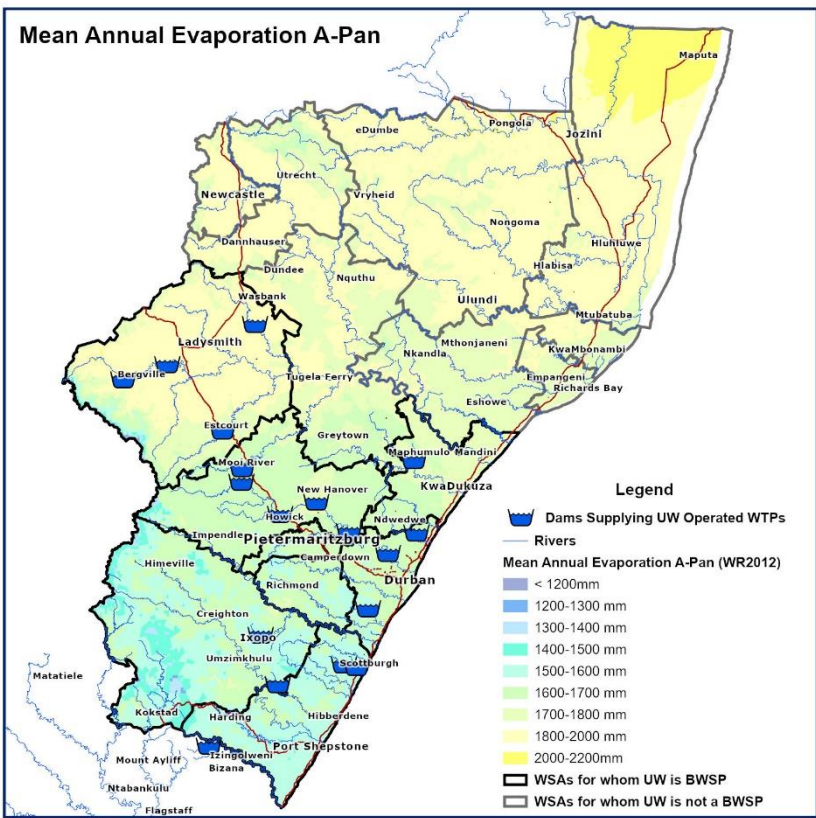 Mean Annual Evaporation A-Pan
Maputa
Pongola
eDumbe
Jozini
Utrecht
Newcastle
Vryheid
Nongoma
Dannhauser
Hluhluwe
Hlabisa
Dundee
Nquthu
Ulundi
Wasbank
Mtubatuba
Ladysmith
Mthonjaneni
KwaMbonambi
Nkandla
Bergville
Tugela Ferry
Empangeni
Richards Bay
Eshowe
Estcourt
Greytown
Maphumulo Mandini
Mooi River
New Hanover
KwaDukuza
Howick
Ndwedwe
Impendle
Pietermaritzburg
Camperdown
Himeville
Durban
Richmond
Creighton
Ixopo
Umzimkhulu
Scottburgh
Matatiele
Kokstad
Harding
Hibberdene
Port Shepstone
Mount Ayliff
Izingolweni
Bizana
Ntabankulu
Flagstaff
Legend
Dams Supplying UW Operated WTPs
Rivers
Mean Annual Evaporation A-Pan (WR2012)
< 1200mm
1200-1300 mm
1300-1400 mm
1400-1500 mm
1500-1600 mm
1600-1700 mm
1700-1800 mm
1800-2000 mm
2000-2200mm
WSAs for whom UW is BWSP
WSAs for whom UW is not a BWSP